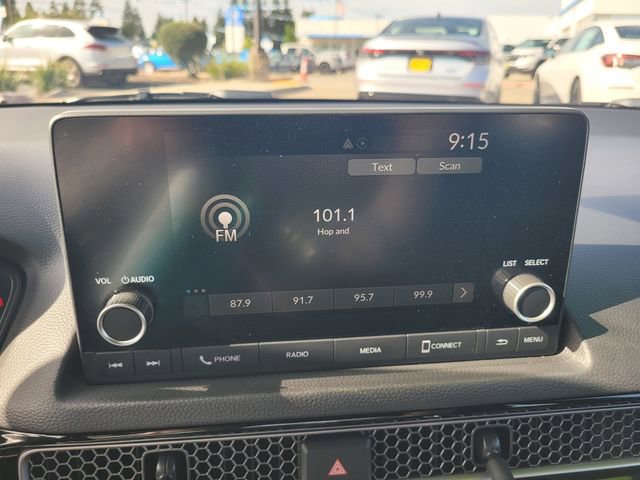 9:15
Text Scan
FM
101.1
Hop and
VOL AUDIO
LIST SELECT
87.9 91.7 95.7 99.9
PHONE RADIO MEDIA CONNECT MENU